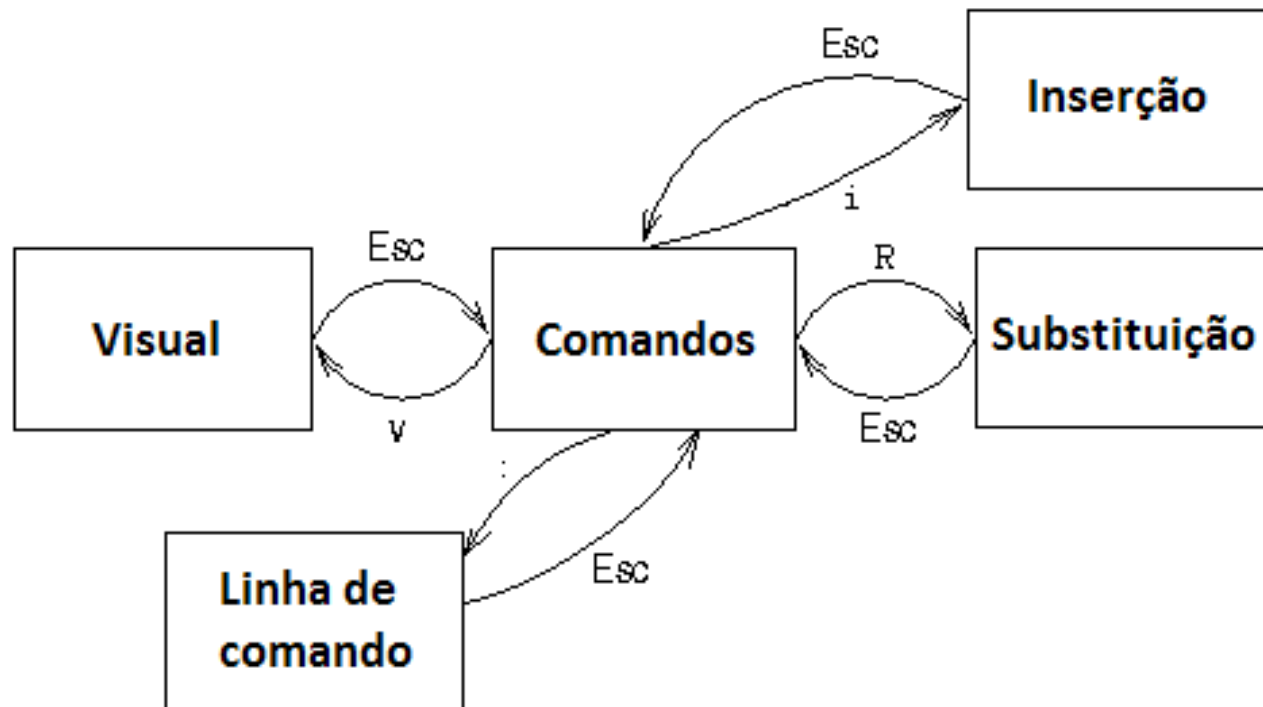 Esc
Inserção
i
Esc
R
Visual
Comandos
Substituição
v
Esc
:
Esc
Linha de
comando